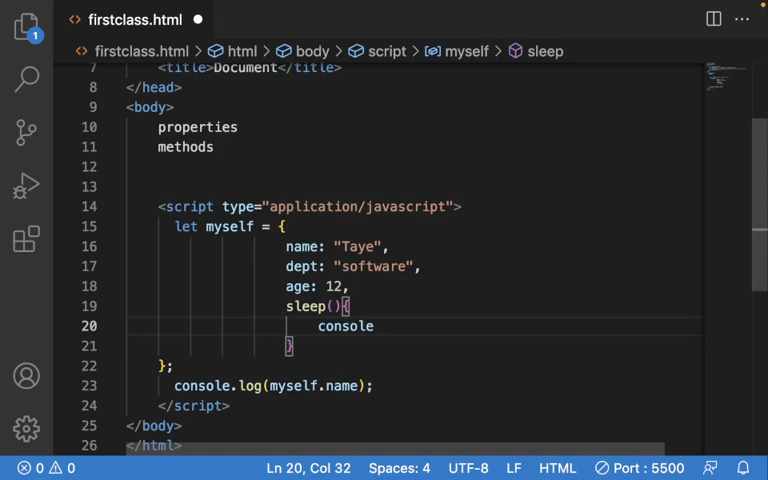 firstclass.html
firstclass.html > html > body > script > myself > sleep
1
7 <title>Document</title>
8 </head>
9 <body>
10 properties
11 methods
12
13
14 <script type="application/javascript">
15 let myself = {
16 name: "Taye",
17 dept: "software",
18 age: 12,
19 sleep(){
20 console
21 }
22 };
23 console.log(myself.name);
24 </script>
25 </body>
26 </html>
0 0 Ln 20, Col 32 Spaces: 4 UTF-8 LF HTML Port : 5500